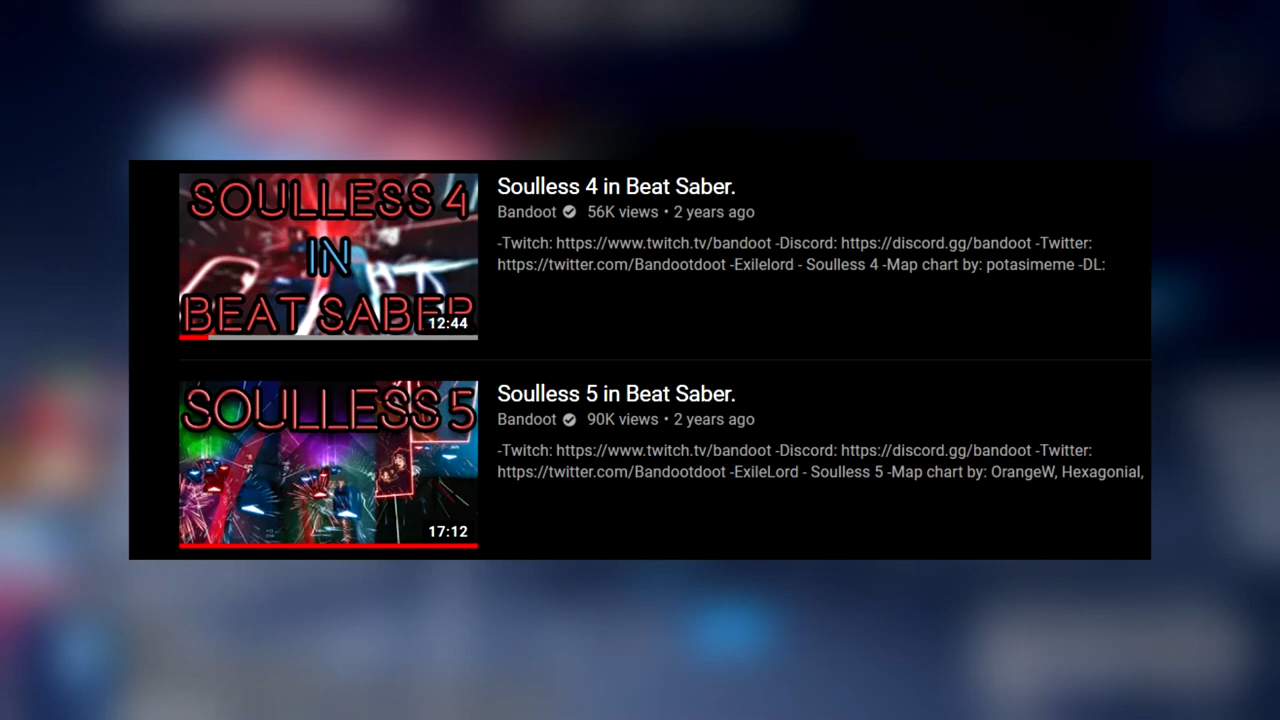 SOULLESS 4
IN
BEAT SABER
12:44
Soulless 4 in Beat Saber.
Bandoot 56K views • 2 years ago
-Twitch: https://www.twitch.tv/bandoot -Discord: https://discord.gg/bandoot -Twitter:
https://twitter.com/Bandootdoot -Exilelord - Soulless 4 -Map chart by: potasimeme -DL:
SOULLESS 5
17:12
Soulless 5 in Beat Saber.
Bandoot 90K views • 2 years ago
-Twitch: https://www.twitch.tv/bandoot -Discord: https://discord.gg/bandoot -Twitter:
https://twitter.com/Bandootdoot -ExileLord - Soulless 5 -Map chart by: OrangeW, Hexagonial,